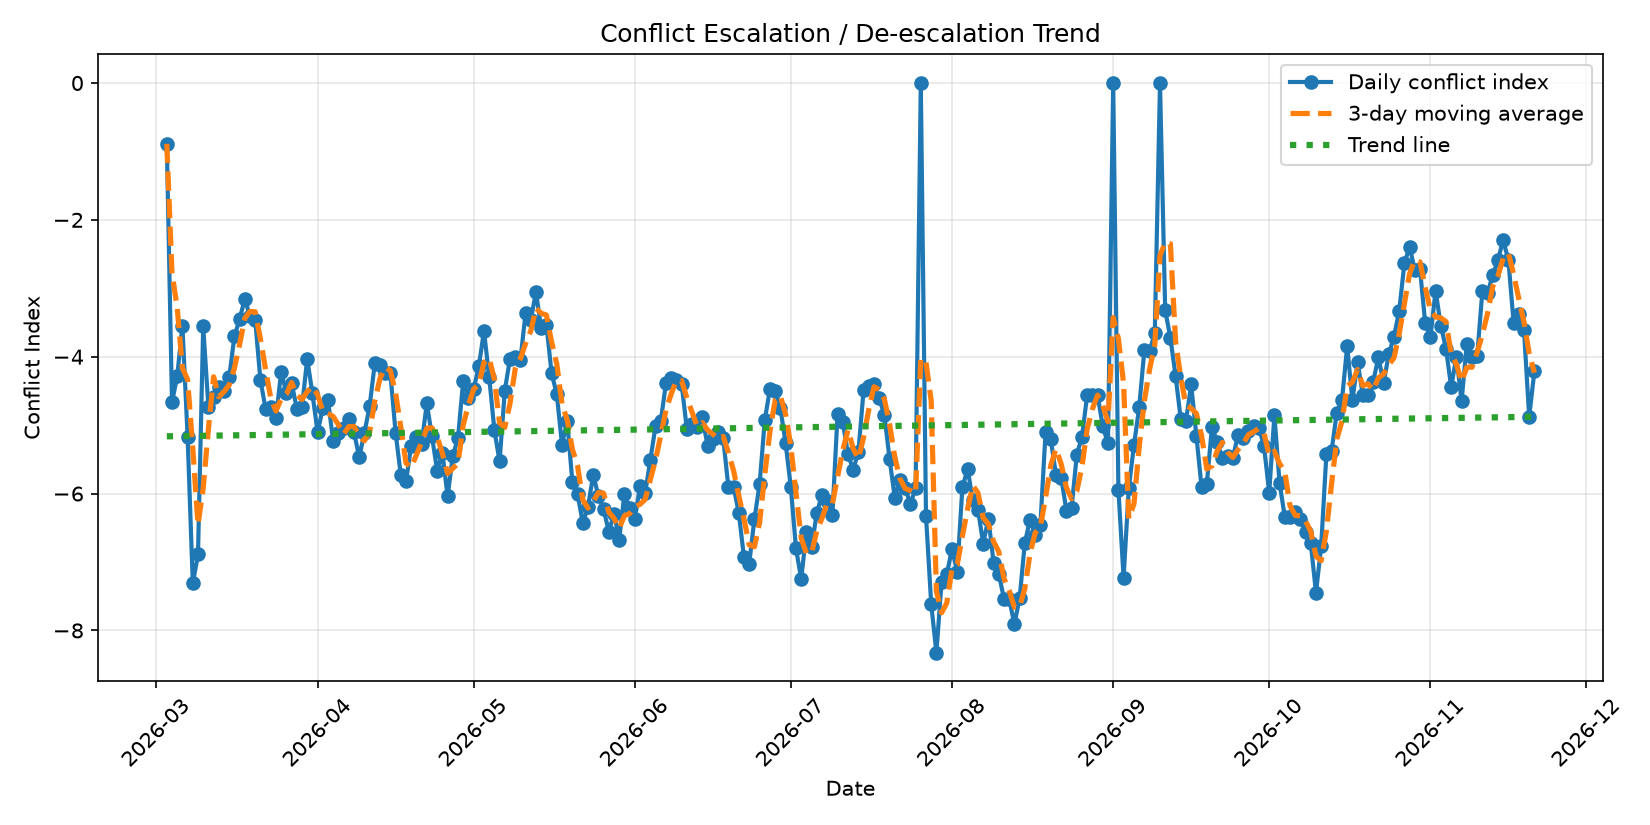 Conflict Escalation / De-escalation Trend
Daily conflict index
3-day moving average
Trend line
Conflict Index
0
−2
−4
−6
−8
2026-03
2026-04
2026-05
2026-06
2026-07
2026-08
2026-09
2026-10
2026-11
2026-12
Date